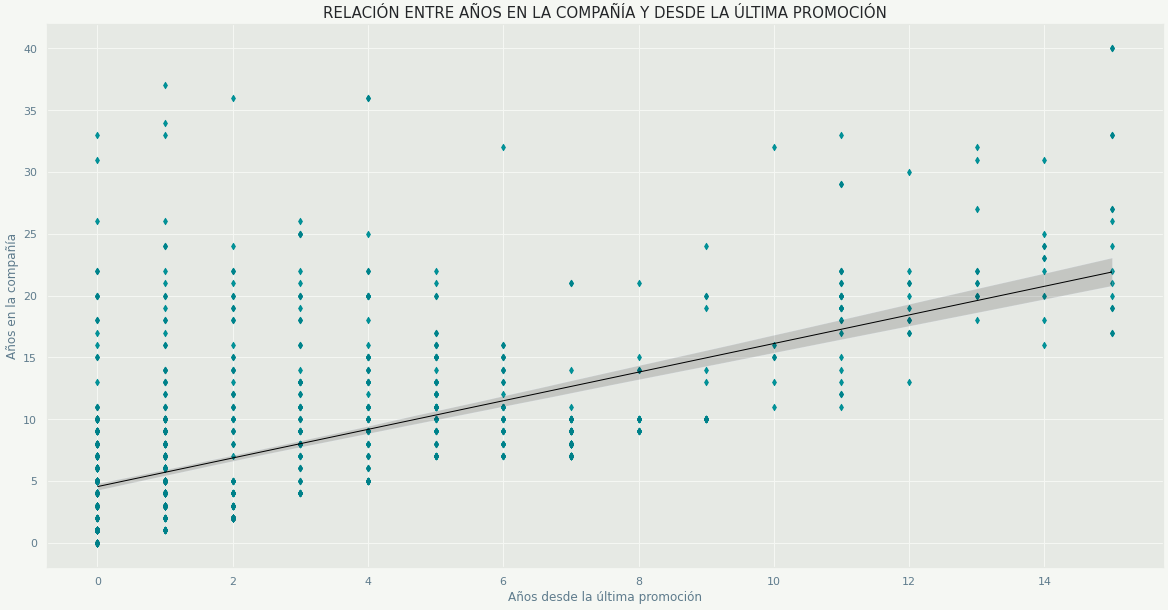 RELACIÓN ENTRE AÑOS EN LA COMPAÑÍA Y DESDE LA ÚLTIMA PROMOCIÓN
40
35
30
25
20
15
10
5
0
Años en la compañía
0 2 4 6 8 10 12 14
Años desde la última promoción